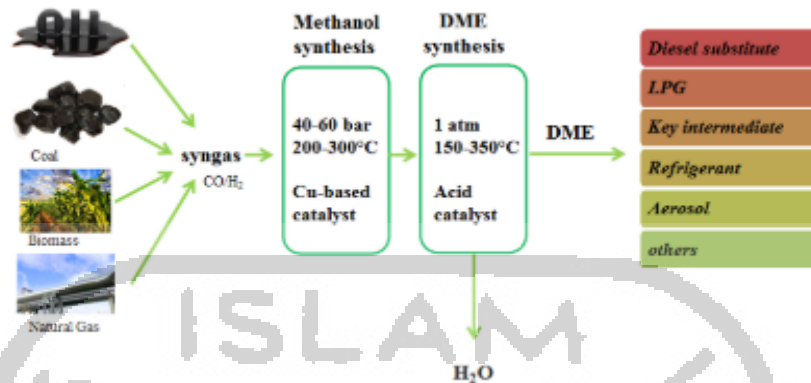 OIL
Coal
Biomass
Natural Gas
syngas
CO/H₂
Methanol
synthesis
40-60 bar
200-300°C
Cu-based
catalyst
DME
synthesis
1 atm
150-350°C
Acid
catalyst
H₂O
DME
Diesel substitute
LPG
Key intermediate
Refrigerant
Aerosol
others
ISLAM